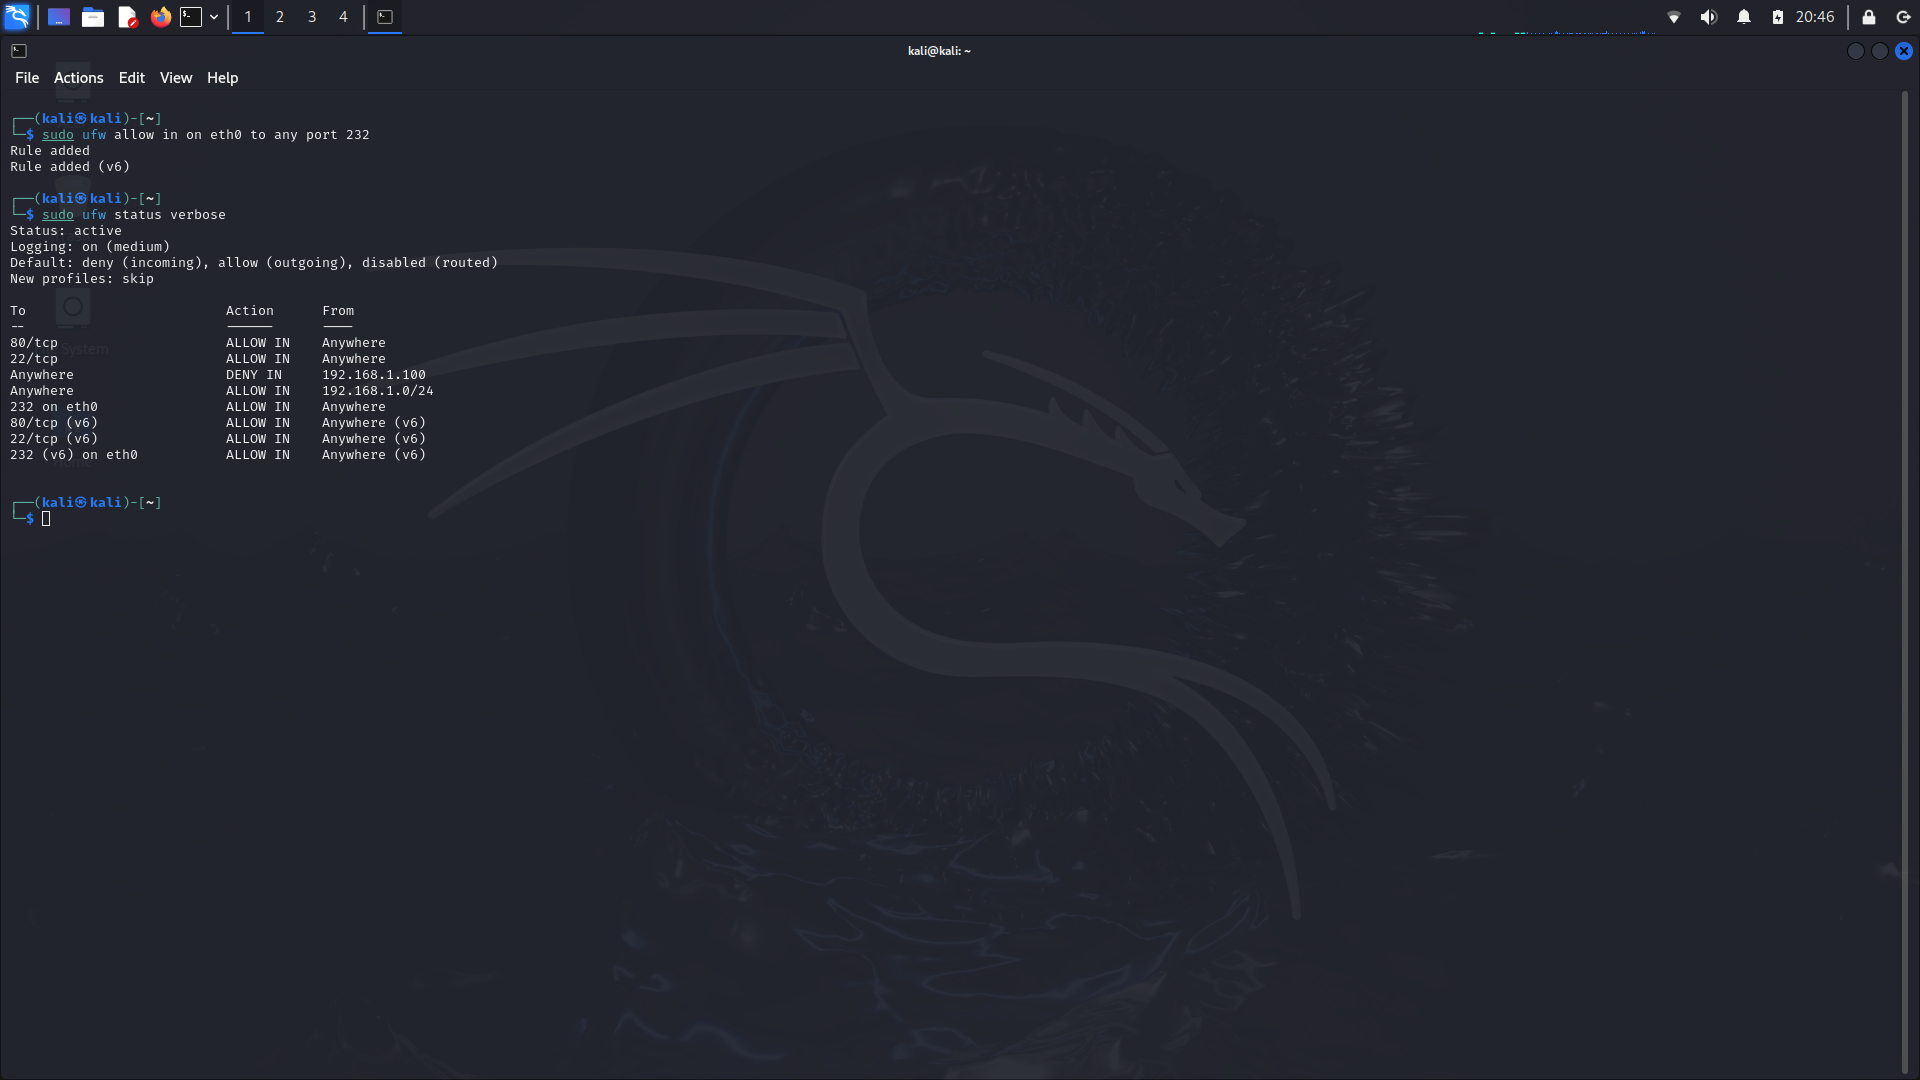 1 2 3 4 20:46
kali@kali: ~
File Actions Edit View Help
┌──(kali㉿kali)-[~]
└─$ sudo ufw allow in on eth0 to any port 232
Rule added
Rule added (v6)
┌──(kali㉿kali)-[~]
└─$ sudo ufw status verbose
Status: active
Logging: on (medium)
Default: deny (incoming), allow (outgoing), disabled (routed)
New profiles: skip
To Action From
-- ------ ----
80/tcp ALLOW IN Anywhere
System
22/tcp ALLOW IN Anywhere
Anywhere DENY IN 192.168.1.100
Anywhere ALLOW IN 192.168.1.0/24
232 on eth0 ALLOW IN Anywhere
80/tcp (v6) ALLOW IN Anywhere (v6)
22/tcp (v6) ALLOW IN Anywhere (v6)
232 (v6) on eth0 ALLOW IN Anywhere (v6)
Home
┌──(kali㉿kali)-[~]
└─$